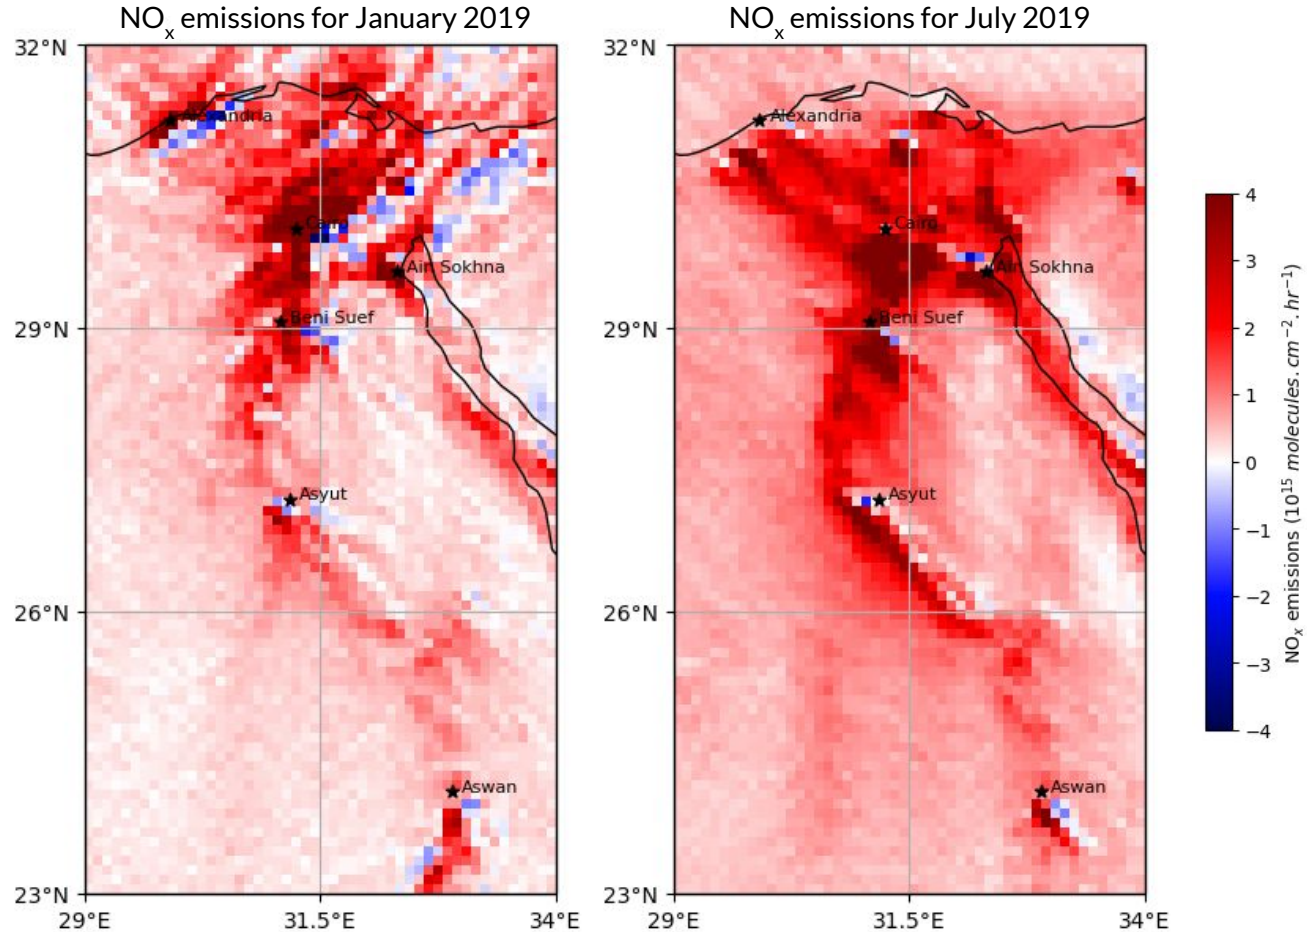 NOx emissions for January 2019
NOx emissions for July 2019
32°N
29°N
26°N
23°N
29°E
31.5°E
34°E
Alexandria
Cairo
Ain Sokhna
Beni Suef
Asyut
Aswan
32°N
29°N
26°N
23°N
29°E
31.5°E
34°E
Alexandria
Cairo
Ain Sokhna
Beni Suef
Asyut
Aswan
4
3
2
1
0
−1
−2
−3
−4
NOx emissions (10¹⁵ molecules. cm⁻². hr⁻¹)